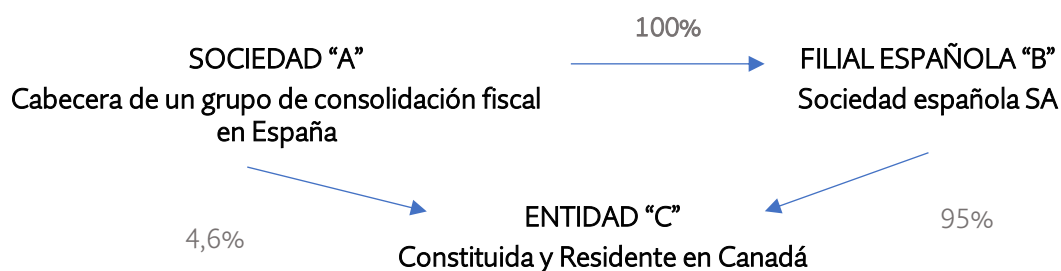 100%
SOCIEDAD “A”
Cabecera de un grupo de consolidación fiscal
en España
FILIAL ESPAÑOLA “B”
Sociedad española SA
4,6%
ENTIDAD “C”
Constituida y Residente en Canadá
95%